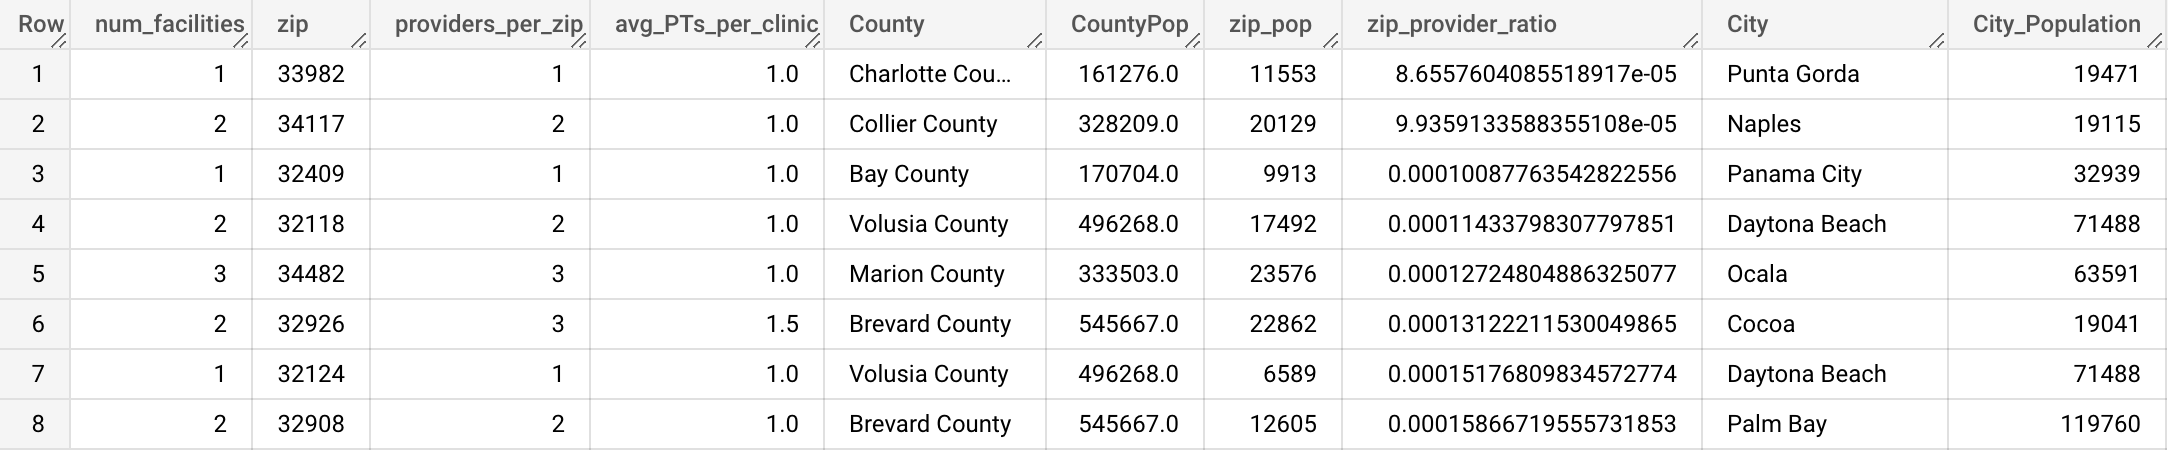 Row num_facilities zip providers_per_zip avg_PTs_per_clinic County CountyPop zip_pop zip_provider_ratio City City_Population
1 1 33982 1 1.0 Charlotte Cou... 161276.0 11553 8.6557604085518917e-05 Punta Gorda 19471
2 2 34117 2 1.0 Collier County 328209.0 20129 9.9359133588355108e-05 Naples 19115
3 1 32409 1 1.0 Bay County 170704.0 9913 0.00010087763542822556 Panama City 32939
4 2 32118 2 1.0 Volusia County 496268.0 17492 0.00011433798307797851 Daytona Beach 71488
5 3 34482 3 1.0 Marion County 333503.0 23576 0.00012724804886325077 Ocala 63591
6 2 32926 3 1.5 Brevard County 545667.0 22862 0.00013122211530049865 Cocoa 19041
7 1 32124 1 1.0 Volusia County 496268.0 6589 0.00015176809834572774 Daytona Beach 71488
8 2 32908 2 1.0 Brevard County 545667.0 12605 0.00015866719555731853 Palm Bay 119760